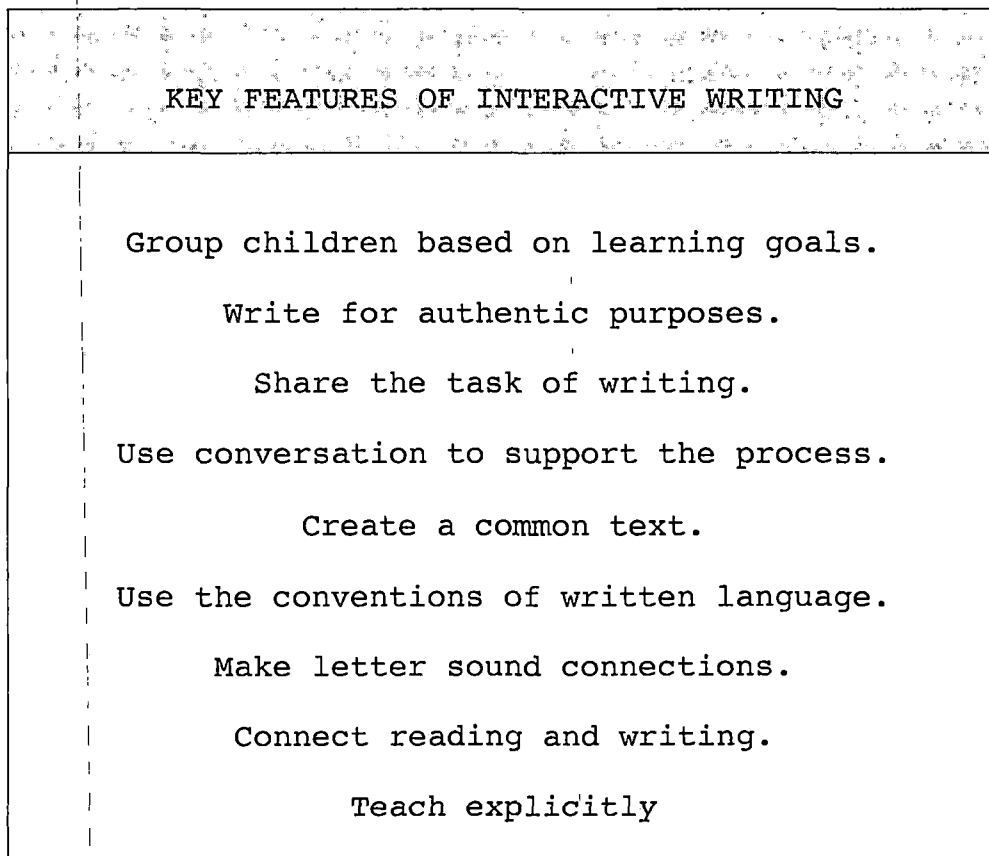 KEY FEATURES OF INTERACTIVE WRITING
Group children based on learning goals.
Write for authentic purposes.
Share the task of writing.
Use conversation to support the process.
Create a common text.
Use the conventions of written language.
Make letter sound connections.
Connect reading and writing.
Teach explicitly